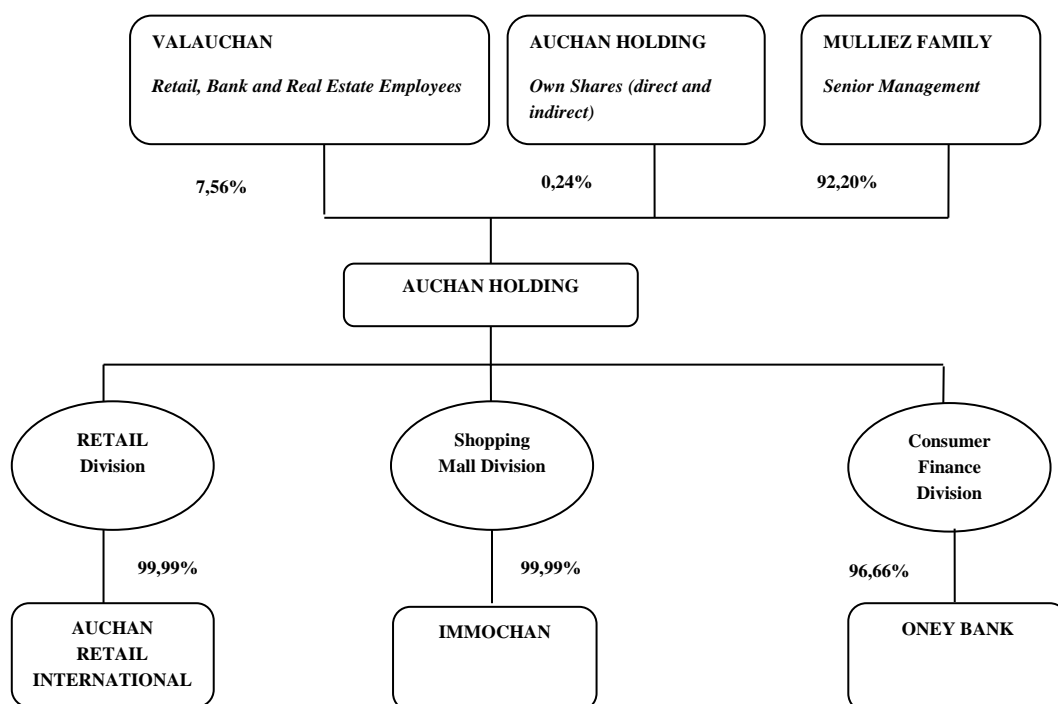 VALAUCHAN
Retail, Bank and Real Estate Employees
AUCHAN HOLDING
Own Shares (direct and
indirect)
MULLIEZ FAMILY
Senior Management
7,56%
0,24%
92,20%
AUCHAN HOLDING
RETAIL
Division
Shopping
Mall Division
Consumer
Finance
Division
99,99%
99,99%
96,66%
AUCHAN
RETAIL
INTERNATIONAL
IMMOCHAN
ONEY BANK